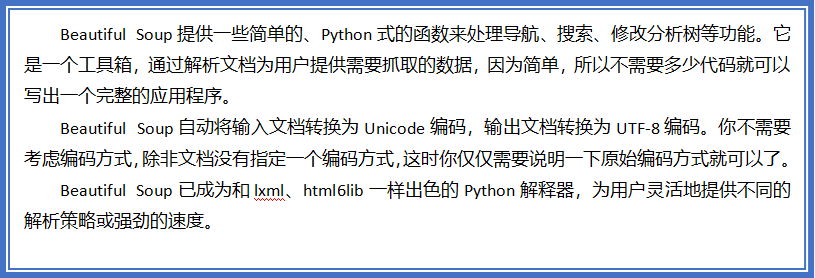 Beautiful Soup 提供一些简单的、Python 式的函数来处理导航、搜索、修改分析树等功能。它
是一个工具箱，通过解析文档为用户提供需要抓取的数据，因为简单，所以不需要多少代码就可以
写出一个完整的应用程序。
Beautiful Soup 自动将输入文档转换为 Unicode 编码，输出文档转换为 UTF-8 编码。你不需要
考虑编码方式，除非文档没有指定一个编码方式，这时你仅仅需要说明一下原始编码方式就可以了。
Beautiful Soup 已成为和 lxml、html6lib 一样出色的 Python 解释器，为用户灵活地提供不同的
解析策略或强劲的速度。